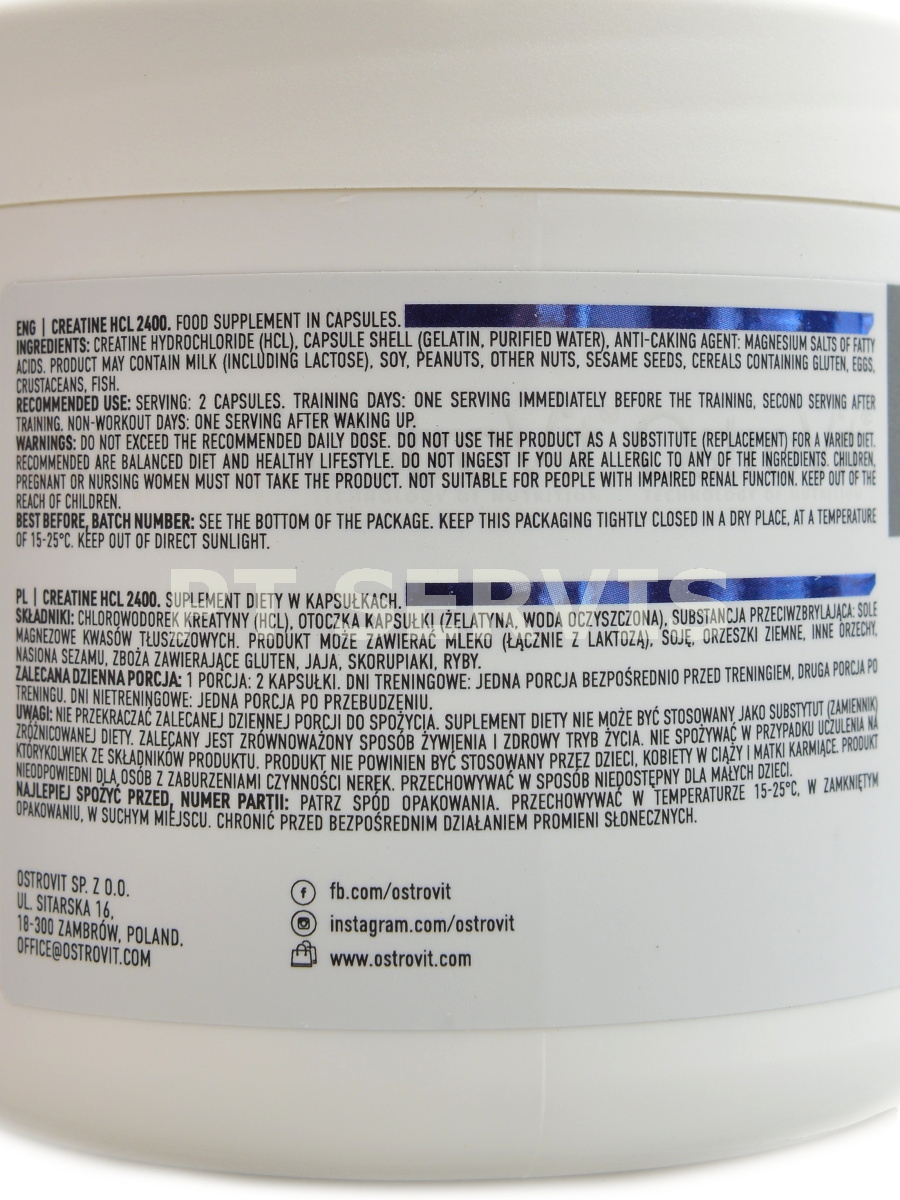 ENG | CREATINE HCL 2400. FOOD SUPPLEMENT IN CAPSULES.
INGREDIENTS: CREATINE HYDROCHLORIDE (HCL), CAPSULE SHELL (GELATIN, PURIFIED WATER), ANTI-CAKING AGENT: MAGNESIUM SALTS OF FATTY
ACIDS. PRODUCT MAY CONTAIN MILK (INCLUDING LACTOSE), SOY, PEANUTS, OTHER NUTS, SESAME SEEDS, CEREALS CONTAINING GLUTEN, EGGS,
CRUSTACEANS, FISH.
RECOMMENDED USE: SERVING: 2 CAPSULES. TRAINING DAYS: ONE SERVING IMMEDIATELY BEFORE THE TRAINING, SECOND SERVING AFTER
TRAINING. NON-WORKOUT DAYS: ONE SERVING AFTER WAKING UP.
WARNINGS: DO NOT EXCEED THE RECOMMENDED DAILY DOSE. DO NOT USE THE PRODUCT AS A SUBSTITUTE (REPLACEMENT) FOR A VARIED DIET.
RECOMMENDED ARE BALANCED DIET AND HEALTHY LIFESTYLE. DO NOT INGEST IF YOU ARE ALLERGIC TO ANY OF THE INGREDIENTS. CHILDREN,
PREGNANT OR NURSING WOMEN MUST NOT TAKE THE PRODUCT. NOT SUITABLE FOR PEOPLE WITH IMPAIRED RENAL FUNCTION. KEEP OUT OF THE
REACH OF CHILDREN.
BEST BEFORE, BATCH NUMBER: SEE THE BOTTOM OF THE PACKAGE. KEEP THIS PACKAGING TIGHTLY CLOSED IN A DRY PLACE, AT A TEMPERATURE
OF 15-25°C. KEEP OUT OF DIRECT SUNLIGHT.
PT SERVIS
PL | CREATINE HCL 2400. SUPLEMENT DIETY W KAPSUŁKACH.
SKŁADNIKI: CHLOROWODOREK KREATYNY (HCL), OTOCZKA KAPSUŁKI (ŻELATYNA, WODA OCZYSZCZONA), SUBSTANCJA PRZECIWZBRYLAJĄCA: SOLE
MAGNEZOWE KWASÓW TŁUSZCZOWYCH. PRODUKT MOŻE ZAWIERAĆ MLEKO (ŁĄCZNIE Z LAKTOZĄ), SOJĘ, ORZESZKI ZIEMNE, INNE ORZECHY,
NASIONA SEZAMU, ZBOŻA ZAWIERAJĄCE GLUTEN, JAJA, SKORUPIAKI, RYBY.
ZALECANA DZIENNA PORCJA: 1 PORCJA: 2 KAPSUŁKI. DNI TRENINGOWE: JEDNA PORCJA BEZPOŚREDNIO PRZED TRENINGIEM, DRUGA PORCJA PO
TRENINGU. DNI NIETRENINGOWE: JEDNA PORCJA PO PRZEBUDZENIU.
UWAGI: NIE PRZEKRACZAĆ ZALECANEJ DZIENNEJ PORCJI DO SPOŻYCIA. SUPLEMENT DIETY NIE MOŻE BYĆ STOSOWANY JAKO SUBSTYTUT (ZAMIENNIK)
ZRÓŻNICOWANEJ DIETY. ZALECANY JEST ZRÓWNOWAŻONY SPOSÓB ŻYWIENIA I ZDROWY TRYB ŻYCIA. NIE SPOŻYWAĆ W PRZYPADKU UCZULENIA NA
KTÓRYKOLWIEK ZE SKŁADNIKÓW PRODUKTU. PRODUKT NIE POWINIEN BYĆ STOSOWANY PRZEZ DZIECI, KOBIETY W CIĄŻY I MATKI KARMIĄCE. PRODUKT
NIEODPOWIEDNI DLA OSÓB Z ZABURZENIAMI CZYNNOŚCI NEREK. PRZECHOWYWAĆ W SPOSÓB NIEDOSTĘPNY DLA MAŁYCH DZIECI.
NAJLEPIEJ SPOŻYĆ PRZED, NUMER PARTII: PATRZ SPÓD OPAKOWANIA. PRZECHOWYWAĆ W TEMPERATURZE 15-25°C, W ZAMKNIĘTYM
OPAKOWANIU, W SUCHYM MIEJSCU. CHRONIĆ PRZED BEZPOŚREDNIM DZIAŁANIEM PROMIENI SŁONECZNYCH.
OSTROVIT SP. Z O.O.
UL. SITARSKA 16,
18-300 ZAMBRÓW, POLAND.
OFFICE@OSTROVIT.COM
fb.com/ostrovit
instagram.com/ostrovit
www.ostrovit.com